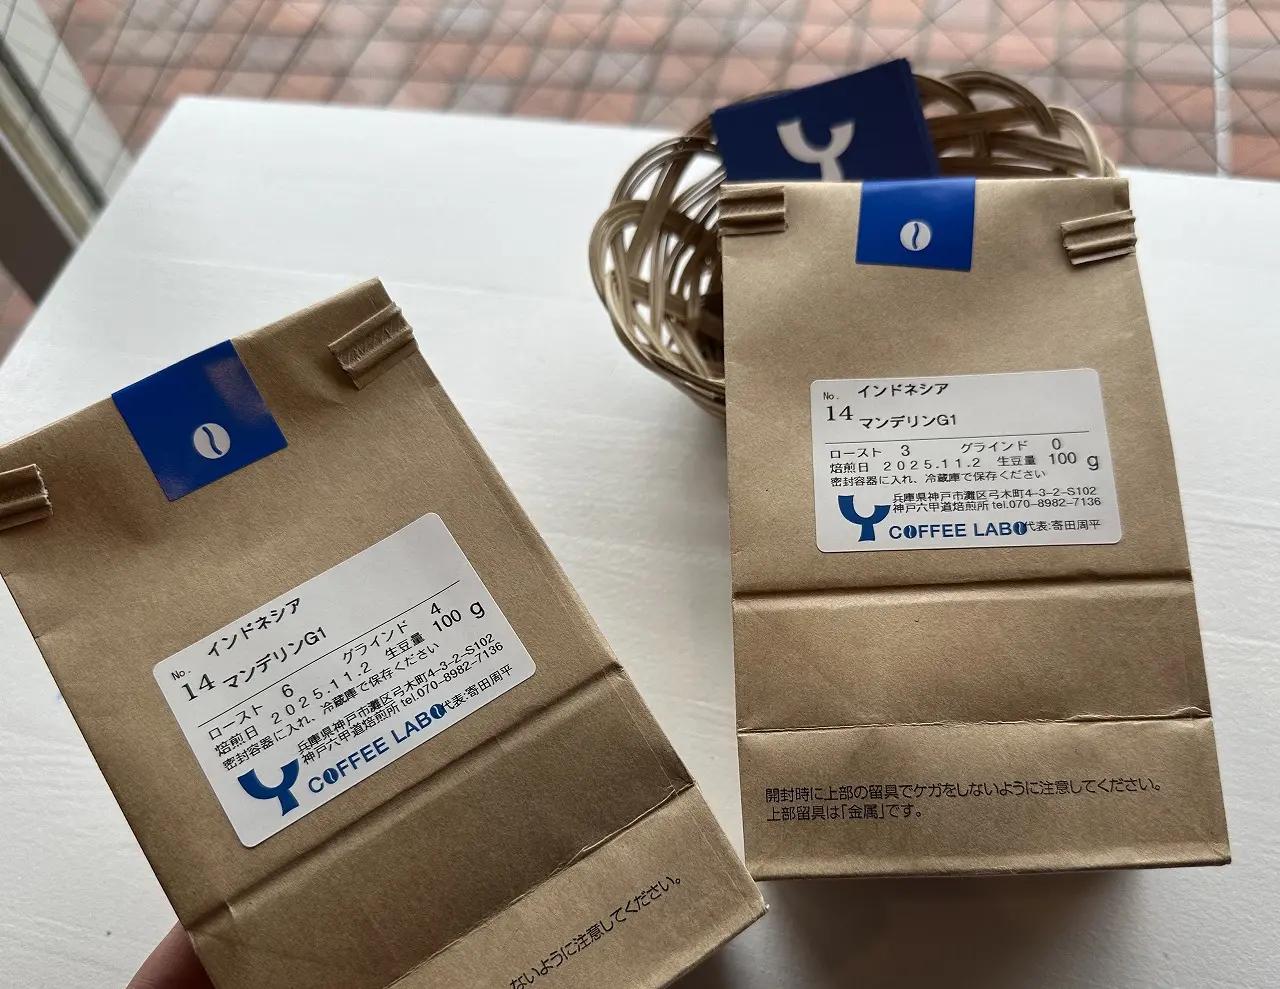 No. インドネシア
14 マンデリンG1
ロースト 6 グラインド 4
焙煎日 2025.11.2 生豆量 100 g
密封容器に入れ、冷蔵庫で保存ください
兵庫県神戸市灘区弓木町4-3-2-S102
神戸六甲道焙煎所 tel.070-8982-7136
Y COFFEE LABO 代表:寄田周平
ないように注意してください。
No. インドネシア
14 マンデリンG1
ロースト 3 グラインド 0
焙煎日 2025.11.2 生豆量 100 g
密封容器に入れ、冷蔵庫で保存ください
兵庫県神戸市灘区弓木町4-3-2-S102
神戸六甲道焙煎所 tel.070-8982-7136
Y COFFEE LABO 代表:寄田周平
開封時に上部の留具でケガをしないように注意してください。
上部留具は「金属」です。